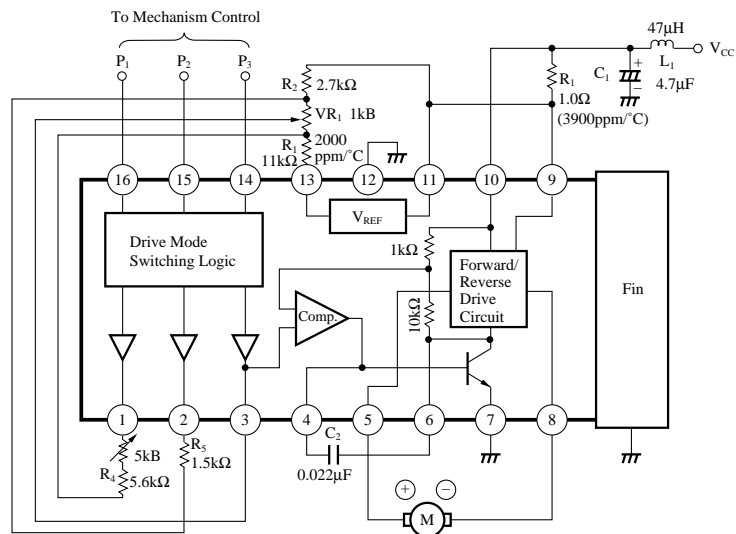 To Mechanism Control
P1 P2 P3
47μH
L1
VCC
C1
+
−
4.7μF
R1
1.0Ω
(3900ppm/˚C)
R2 2.7kΩ
VR1 1kB
R1
11kΩ
2000
ppm/˚C
16 15 14 13 12 11 10 9
VREF
Drive Mode
Switching Logic
1kΩ
10kΩ
Forward/
Reverse
Drive
Circuit
Fin
Comp.
1 2 3 4 5 6 7 8
5kB
R4
5.6kΩ
R5
1.5kΩ
C2
0.022μF
+ −
M